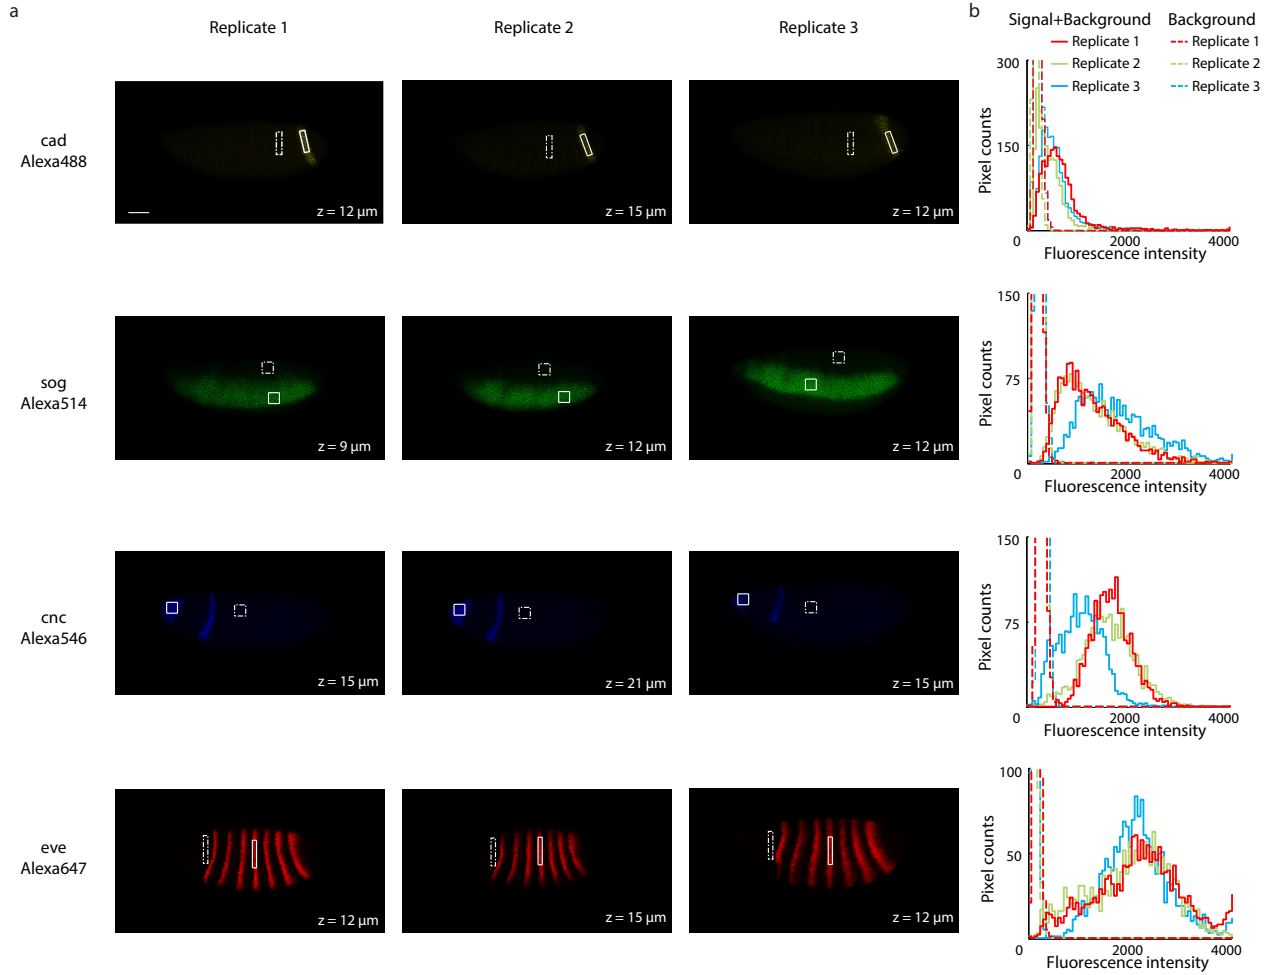 a
Replicate 1
Replicate 2
Replicate 3
cad
Alexa488
z = 12 µm
z = 15 µm
z = 12 µm
sog
Alexa514
z = 9 µm
z = 12 µm
z = 12 µm
cnc
Alexa546
z = 15 µm
z = 21 µm
z = 15 µm
eve
Alexa647
z = 12 µm
z = 15 µm
z = 12 µm
b
Signal+Background
Background
Replicate 1
Replicate 1
Replicate 2
Replicate 2
Replicate 3
Replicate 3
300
150
Pixel counts
0
2000
4000
Fluorescence intensity
150
75
Pixel counts
0
2000
4000
Fluorescence intensity
150
75
Pixel counts
0
2000
4000
Fluorescence intensity
100
50
Pixel counts
0
2000
4000
Fluorescence intensity